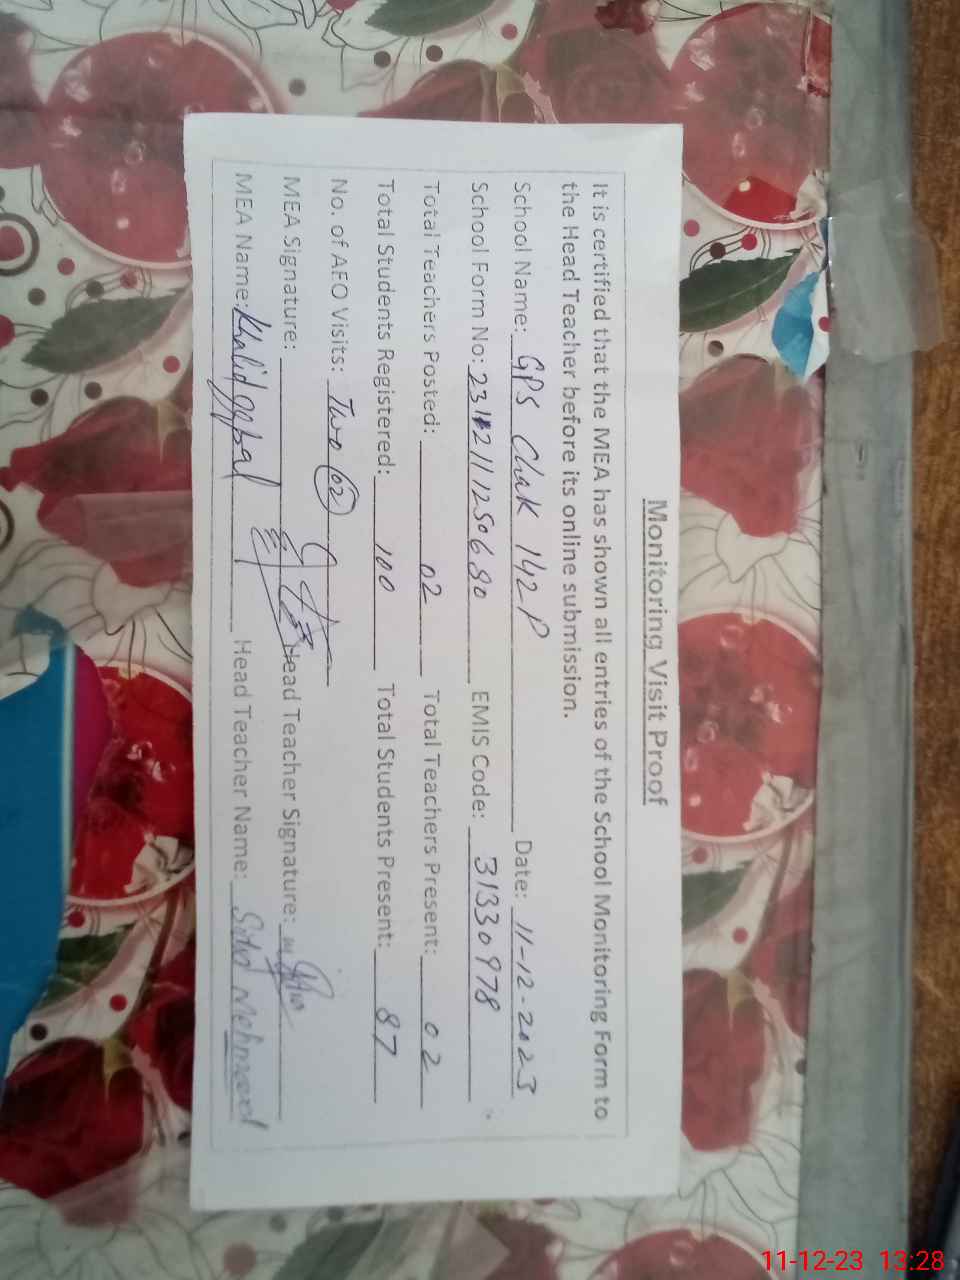 Monitoring Visit Proof
It is certified that the MEA has shown all entries of the School Monitoring Form to
the Head Teacher before its online submission.
School Name: GPS Chak 142 P Date: 11-12-2023
School Form No: EMIS Code: 31330978
Total Teachers Posted: 02 Total Teachers Present: 02
Total Students Registered: 100 Total Students Present: 87
No. of AEO Visits: Two 02
MEA Signature: Head Teacher Signature:
MEA Name: Khalid Head Teacher Name: Mehmood
11-12-23 13:28